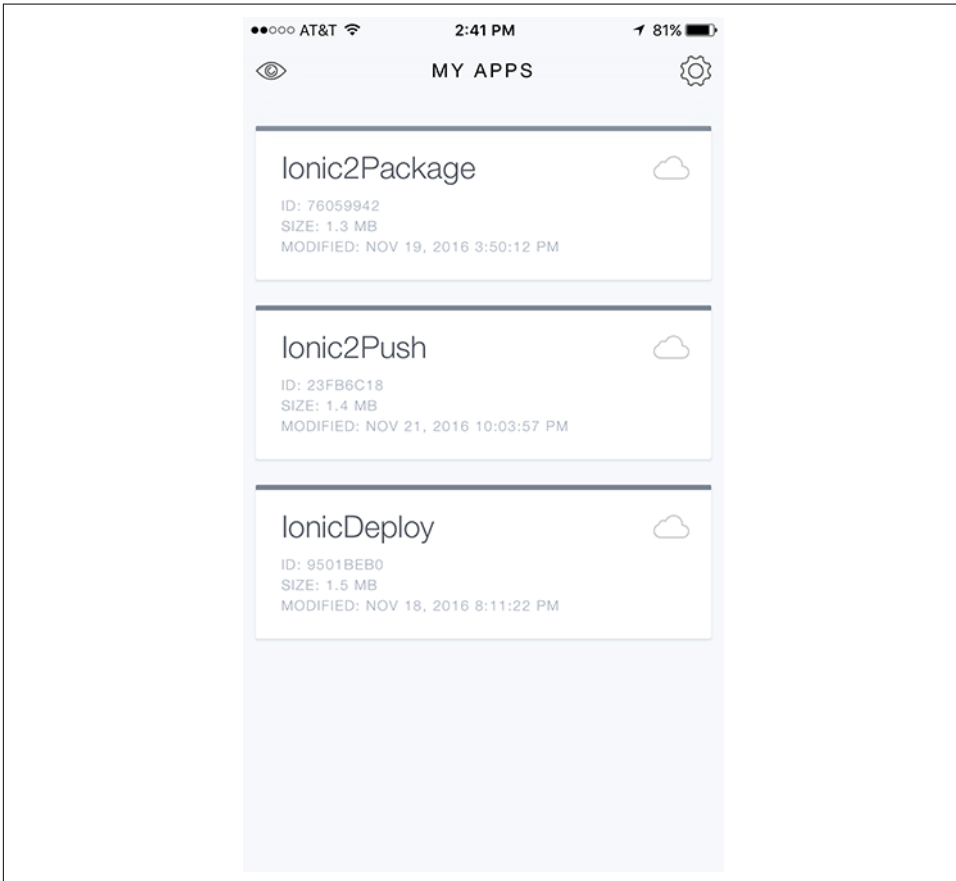 AT&T 2:41 PM 81%
MY APPS
Ionic2Package
ID: 76059942
SIZE: 1.3 MB
MODIFIED: NOV 19, 2016 3:50:12 PM
Ionic2Push
ID: 23FB6C18
SIZE: 1.4 MB
MODIFIED: NOV 21, 2016 10:03:57 PM
IonicDeploy
ID: 9501BEB0
SIZE: 1.5 MB
MODIFIED: NOV 18, 2016 8:11:22 PM